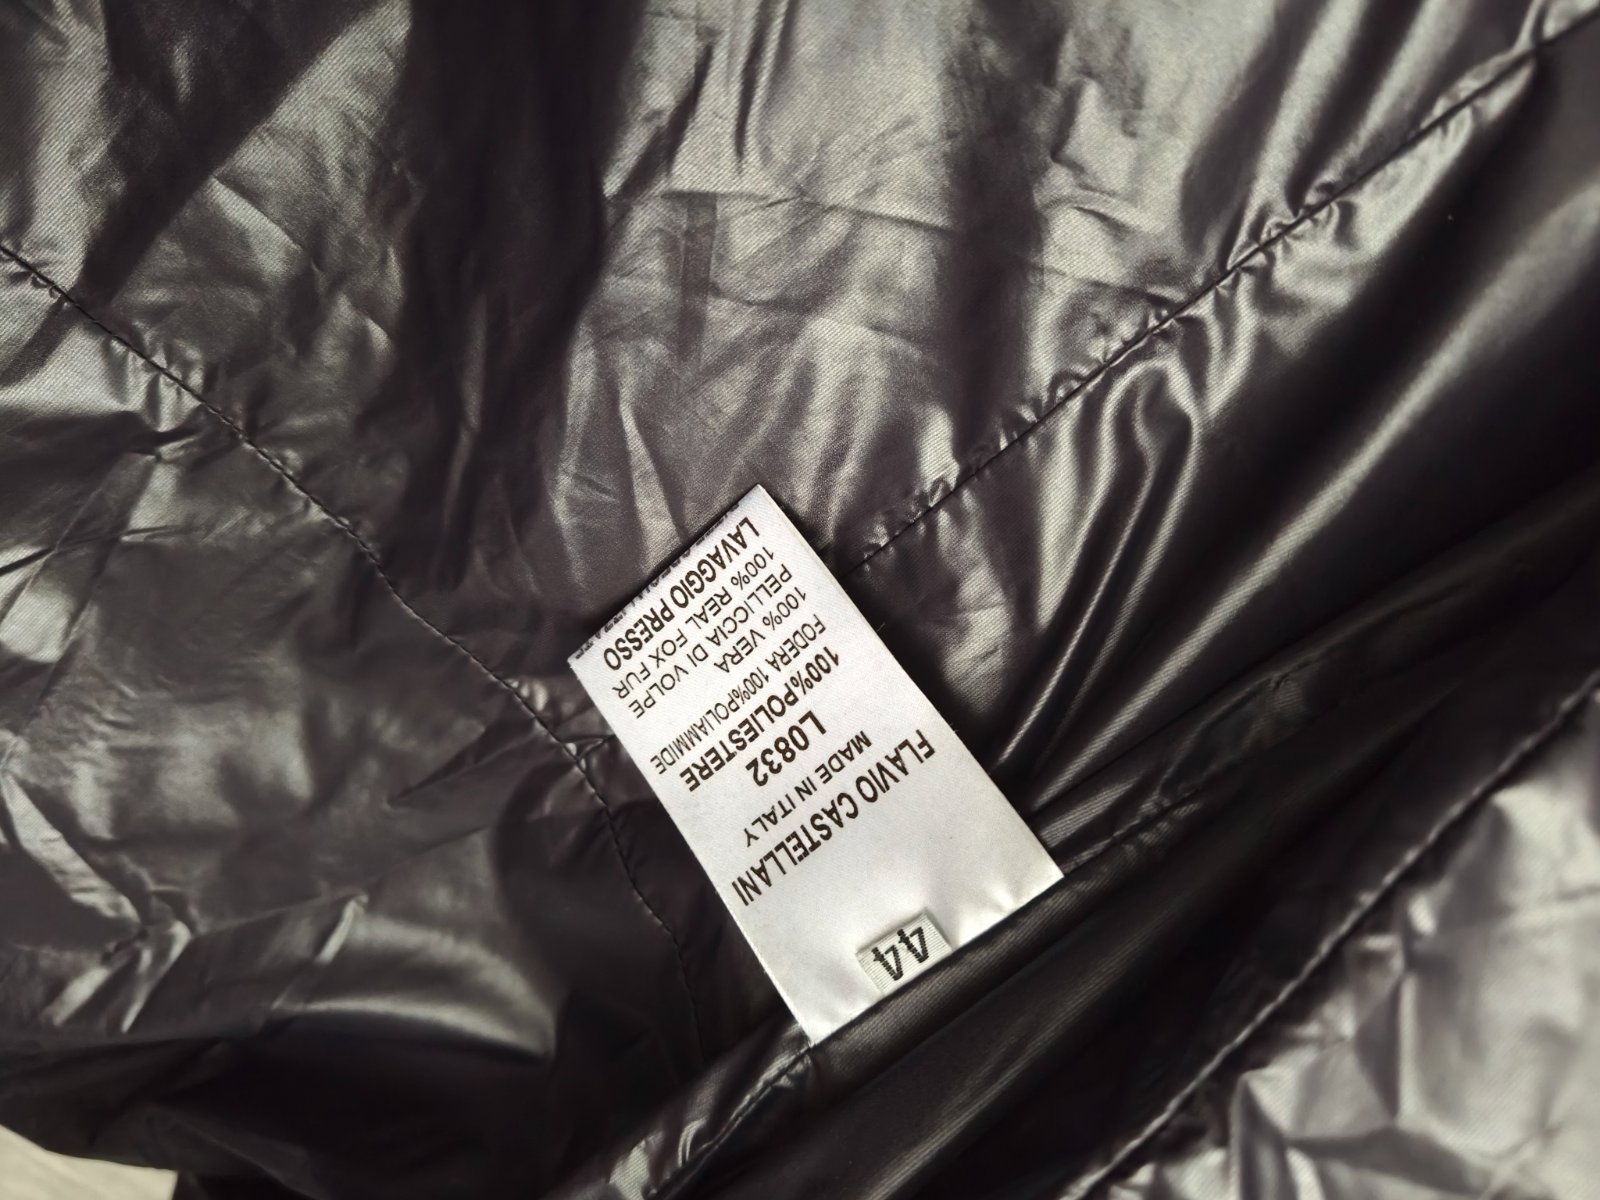 44
FLAVIO CASTELLANI
MADE IN ITALY
L0832
100%POLIESTERE
FODERA 100%POLIAMMIDE
100% VERA
PELLICCIA DI VOLPE
100% REAL FOX FUR
LAVAGGIO PRESSO